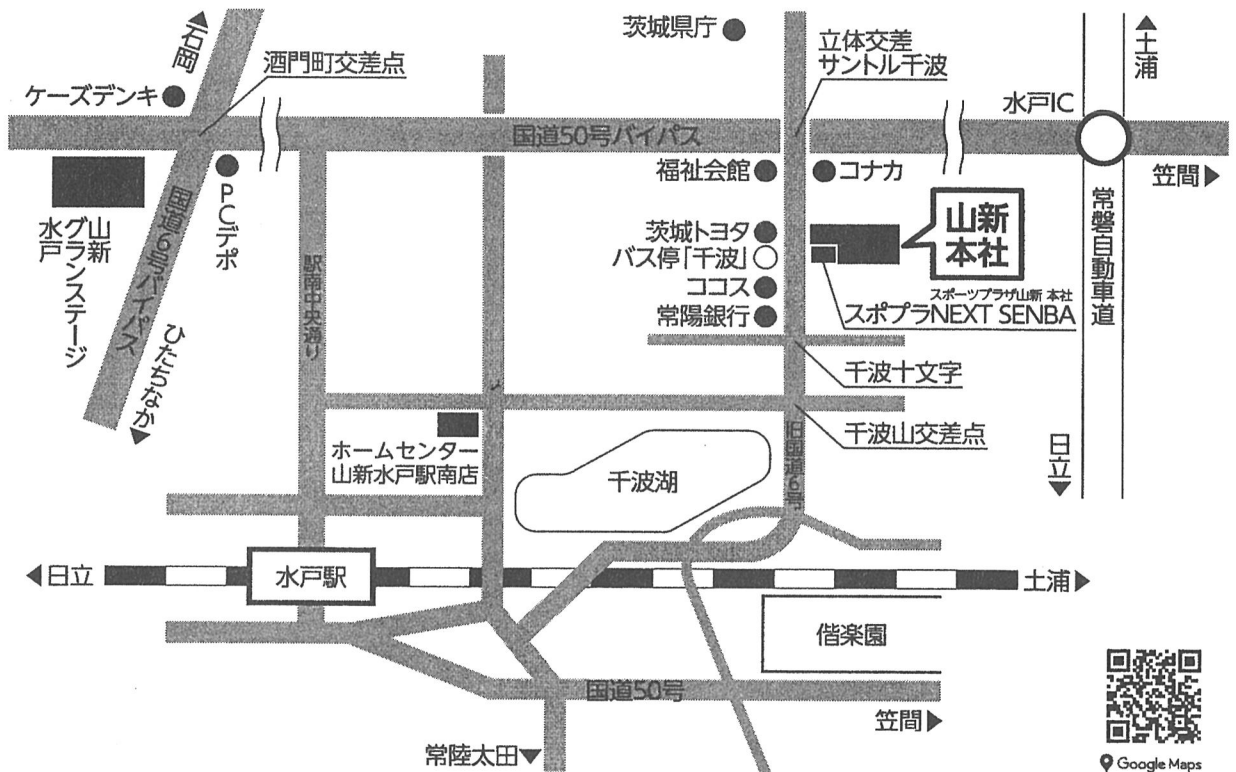 石岡
酒門町交差点
ケーズデンキ
茨城県庁
立体交差
サントル千波
土浦
水戸IC
国道50号バイパス
笠間
福祉会館
コナカ
PCデポ
山新
グランステージ
水戸
国道6号バイパス
ひたちなか
駅南中央通り
茨城トヨタ
バス停「千波」
ココス
常陽銀行
山新
本社
スポーツプラザ山新 本社
スポプラNEXT SENBA
常磐自動車道
千波十文字
千波山交差点
旧国道6号
日立
ホームセンター
山新水戸駅南店
千波湖
日立
水戸駅
土浦
偕楽園
国道50号
笠間
常陸太田
Google Maps